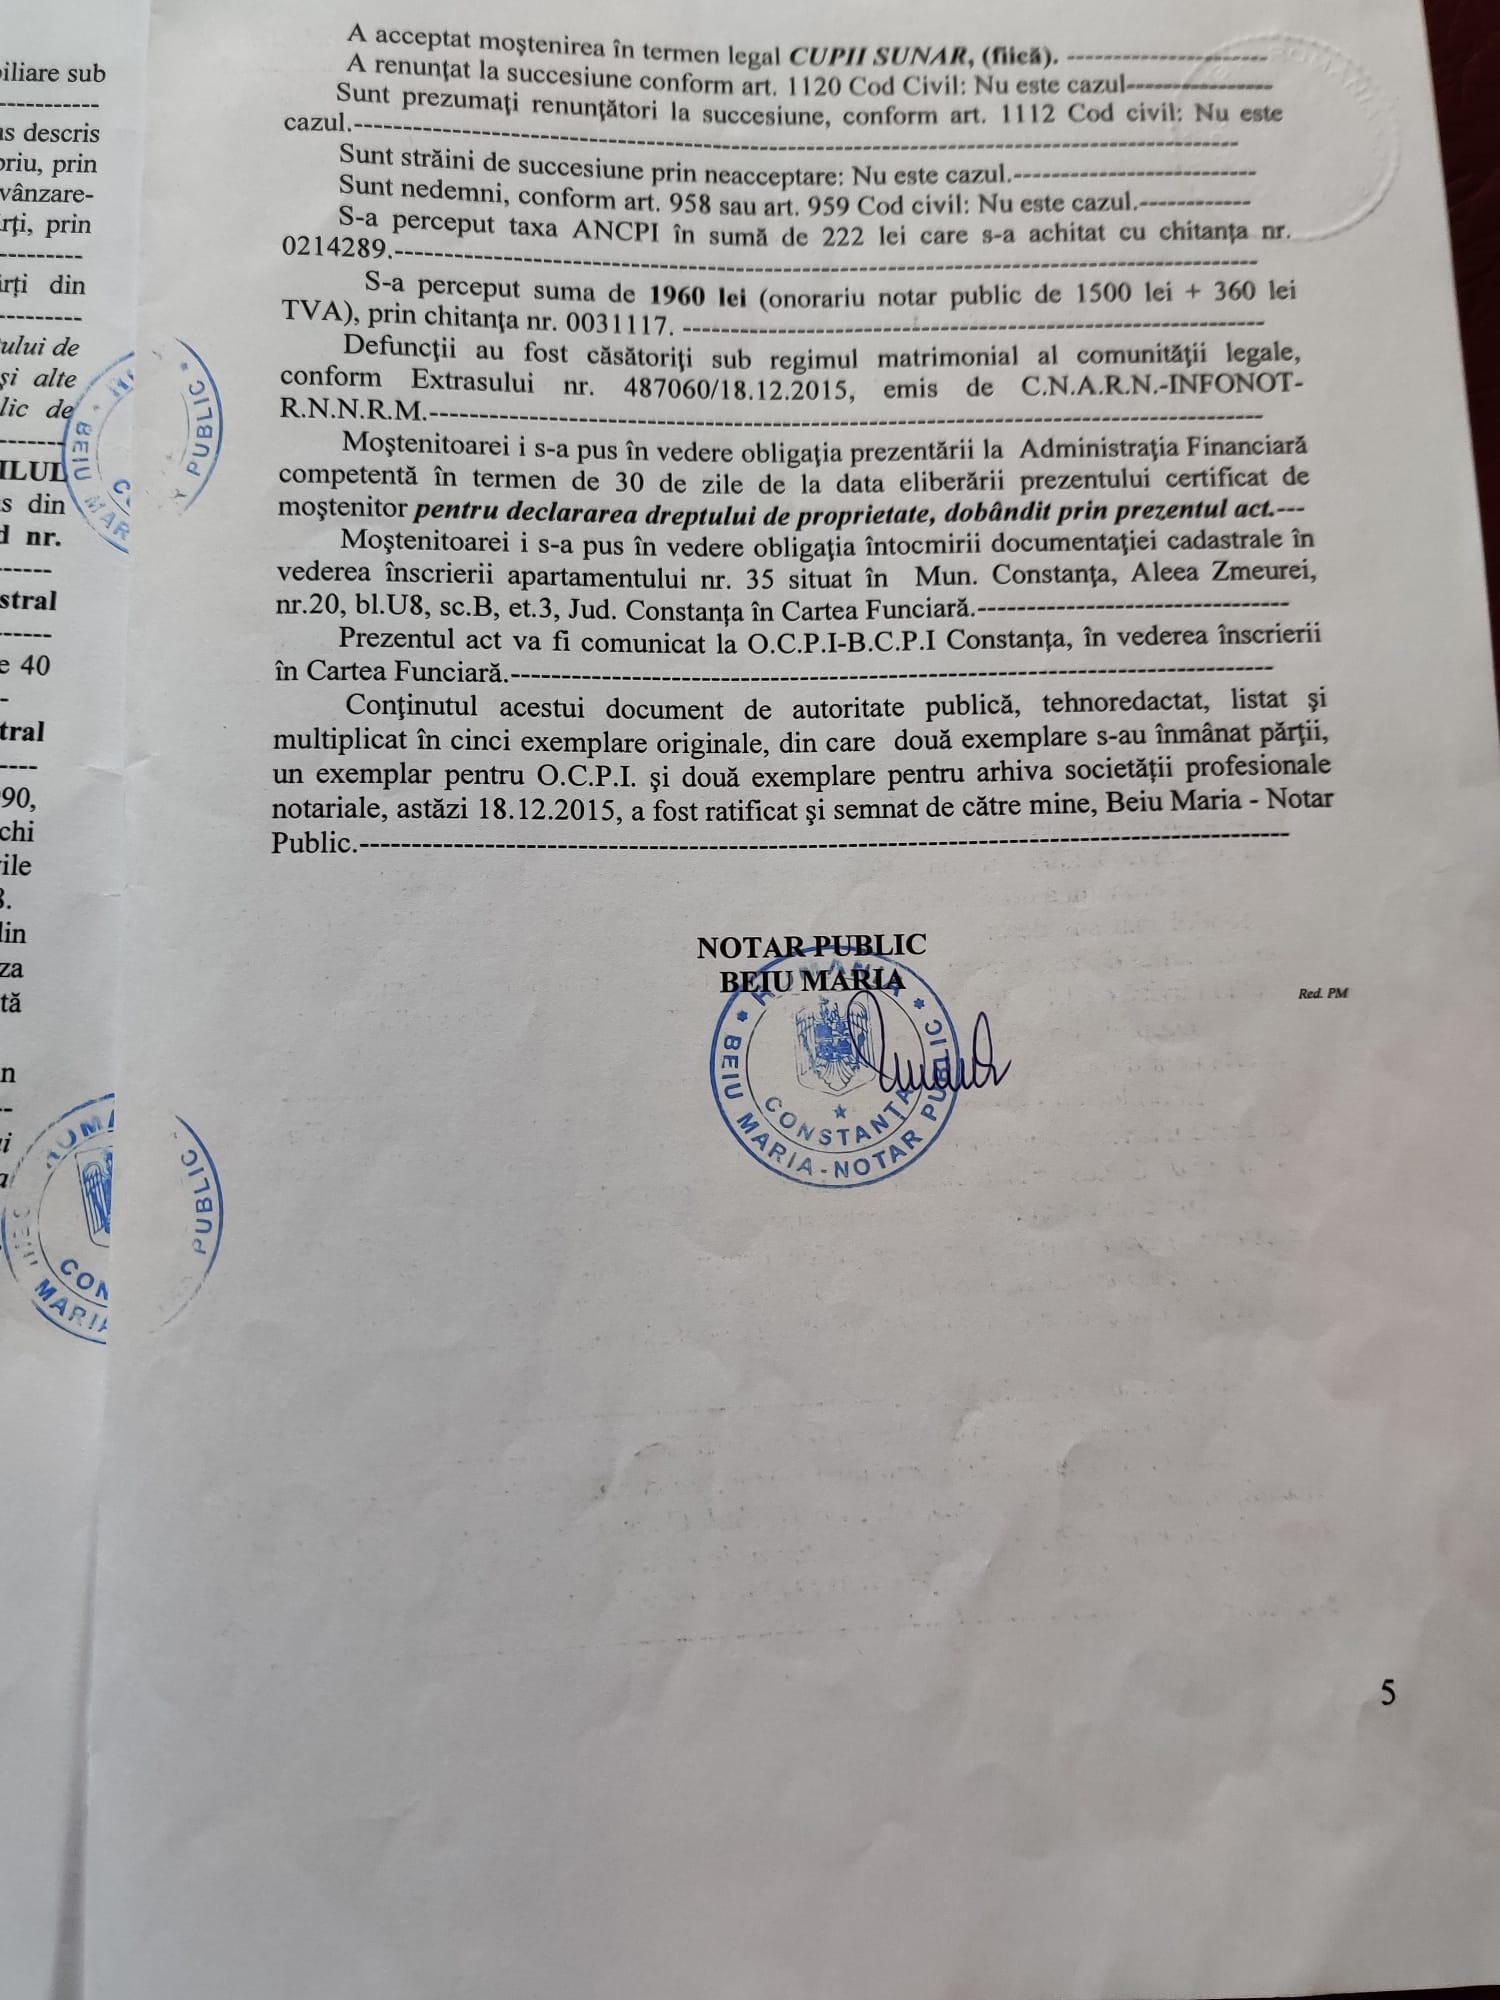 iliare sub
-----------
as descris
oriu, prin
vânzare-
rți, prin
---------
ărți din
---------
ului de
și alte
lic de
-------
ILUL
s din
d nr.
------
stral
------
e 40
-
tral
----
90,
chi
ile
3.
lin
za
tă
n
--
i
a
A acceptat moştenirea în termen legal CUPII SUNAR, (fiică). --------------------
A renunţat la succesiune conform art. 1120 Cod Civil: Nu este cazul---------------
Sunt prezumaţi renunţători la succesiune, conform art. 1112 Cod civil: Nu este
cazul.--------------------------------------------------------------------------------
Sunt străini de succesiune prin neacceptare: Nu este cazul.-------------------------
Sunt nedemni, conform art. 958 sau art. 959 Cod civil: Nu este cazul.------------
S-a perceput taxa ANCPI în sumă de 222 lei care s-a achitat cu chitanţa nr.
0214289.--------------------------------------------------------------------------------
S-a perceput suma de 1960 lei (onorariu notar public de 1500 lei + 360 lei
TVA), prin chitanţa nr. 0031117. ---------------------------------------------------------
Defuncţii au fost căsătoriţi sub regimul matrimonial al comunităţii legale,
conform Extrasului nr. 487060/18.12.2015, emis de C.N.A.R.N.-INFONOT-
R.N.N.R.M.--------------------------------------------------------------------------------
Moştenitoarei i s-a pus în vedere obligaţia prezentării la Administraţia Financiară
competentă în termen de 30 de zile de la data eliberării prezentului certificat de
moştenitor pentru declararea dreptului de proprietate, dobândit prin prezentul act.---
Moştenitoarei i s-a pus în vedere obligaţia întocmirii documentaţiei cadastrale în
vederea înscrierii apartamentului nr. 35 situat în Mun. Constanţa, Aleea Zmeurei,
nr.20, bl.U8, sc.B, et.3, Jud. Constanţa în Cartea Funciară.------------------------------
Prezentul act va fi comunicat la O.C.P.I-B.C.P.I Constanţa, în vederea înscrierii
în Cartea Funciară.-------------------------------------------------------------------------
Conţinutul acestui document de autoritate publică, tehnoredactat, listat şi
multiplicat în cinci exemplare originale, din care două exemplare s-au înmânat părţii,
un exemplar pentru O.C.P.I. şi două exemplare pentru arhiva societăţii profesionale
notariale, astăzi 18.12.2015, a fost ratificat şi semnat de către mine, Beiu Maria - Notar
Public.-----------------------------------------------------------------------------------------
NOTAR PUBLIC
BEIU MARIA
Red. PM
ROMANIA
BEIU MARIA-NOTAR PUBLIC
CONSTANȚA
BEIU MAR
PUBLIC
ROMA
CON
MARIA
PUBLIC
5